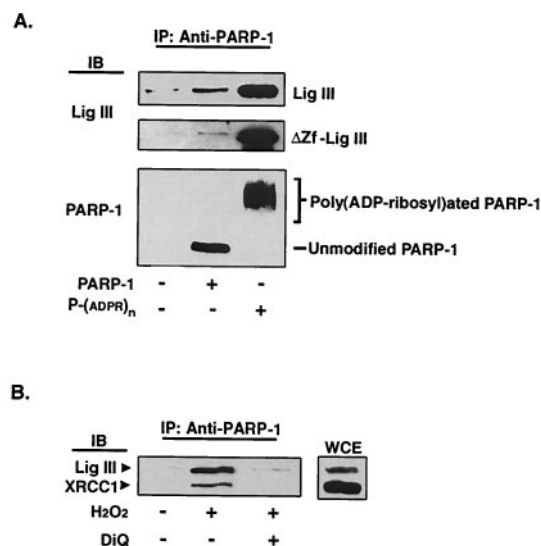 A.
IP: Anti-PARP-1
IB
Lig III
Lig III
ΔZf-Lig III
PARP-1
Poly(ADP-ribosyl)ated PARP-1
Unmodified PARP-1
PARP-1 - + -
P-(ADPR)n - - +
B.
IB
IP: Anti-PARP-1
WCE
Lig III
XRCC1
H2O2 - + +
DiQ - - +